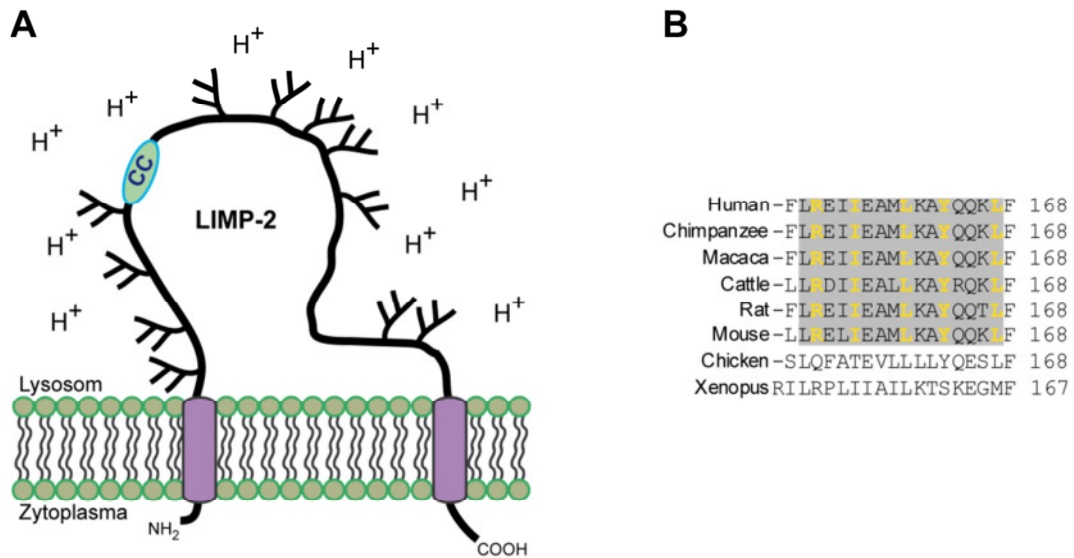 A
H⁺
H⁺
H⁺
H⁺
H⁺
CC
H⁺
LIMP-2
H⁺
H⁺
H⁺
H⁺
Lysosom
Zytoplasma
NH₂
COOH
B
Human –FLREIIEAMLKAYQQKLF 168
Chimpanzee –FLREIIEAMLKAYQQKLF 168
Macaca –FLREIIEAMLKAYQQKLF 168
Cattle –LLRDIIEALLKAYRQKLF 168
Rat –FLREIIEAMLKAYQQTLF 168
Mouse –LLRELIEAMLKAYQQKLF 168
Chicken –SLQFATEVLLLLYQESLF 168
Xenopus RILRPLIIAILKTSKEGMF 167